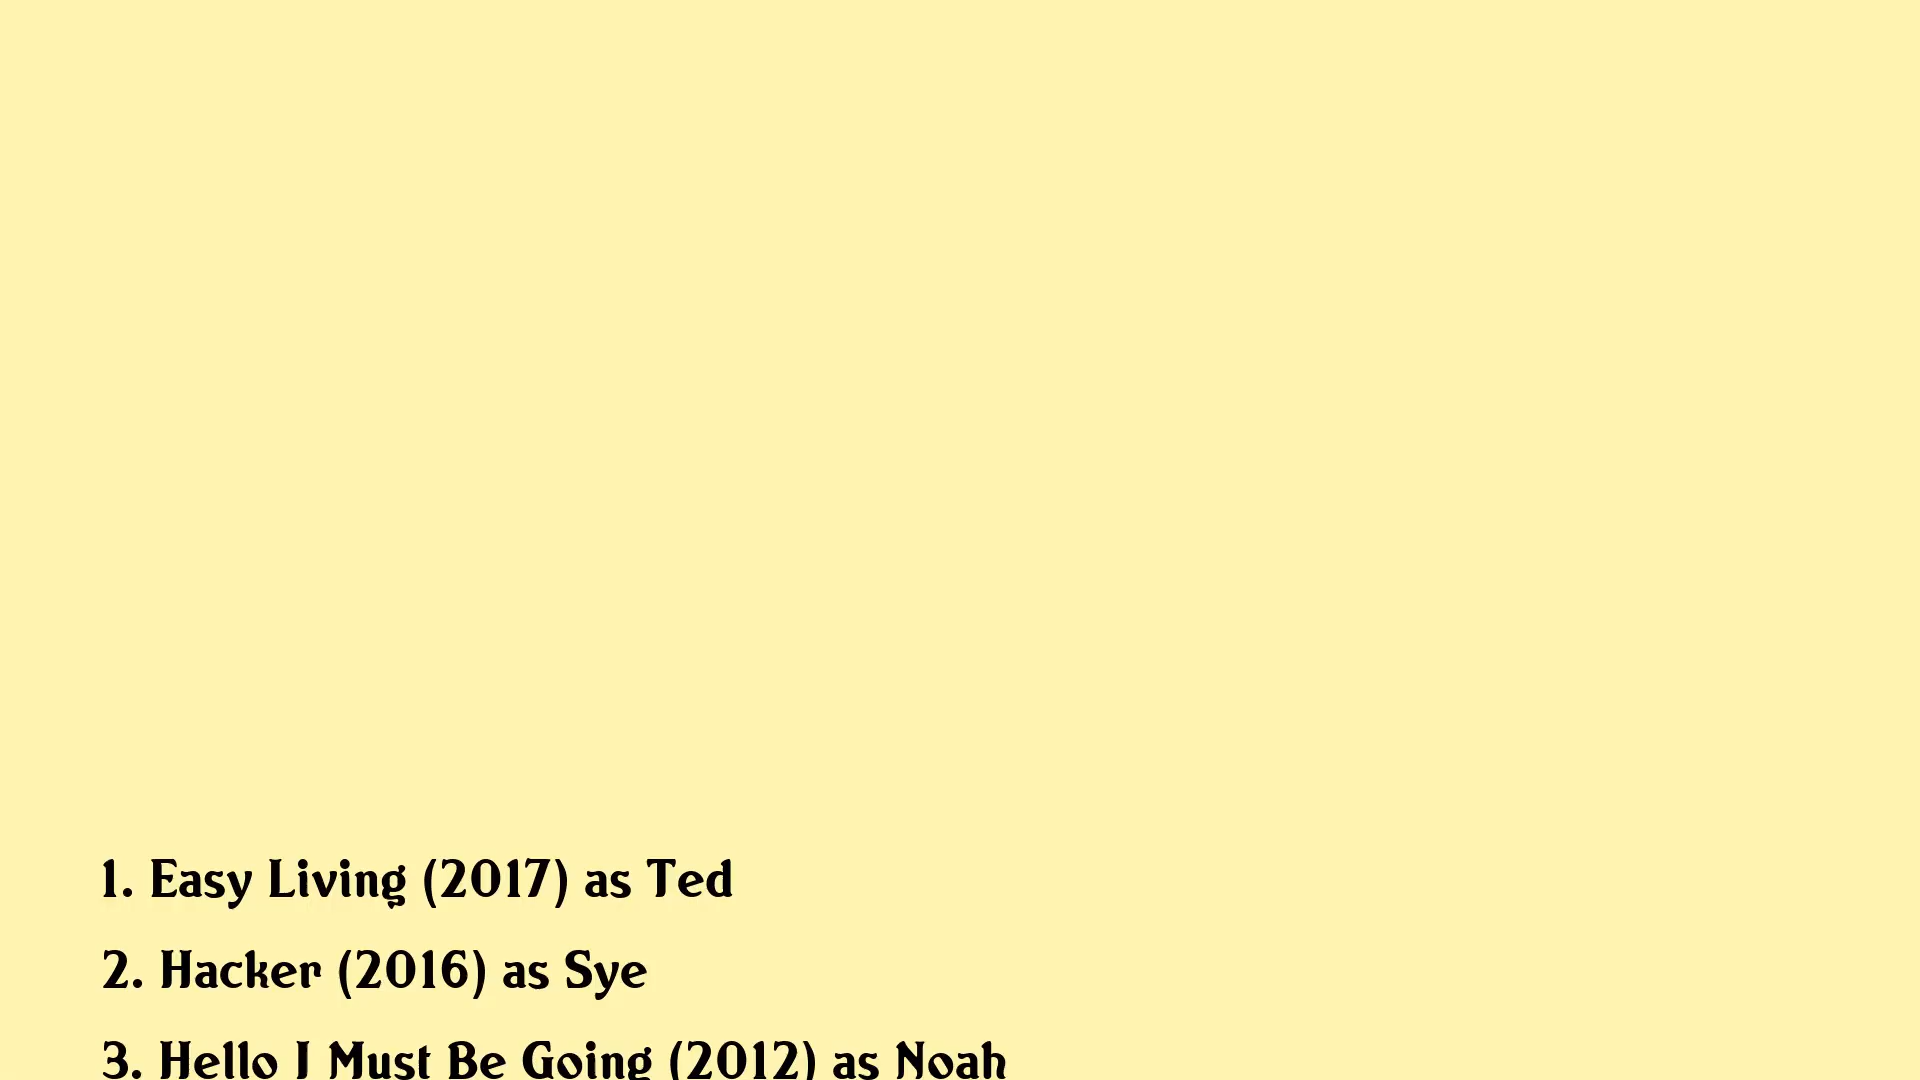 1. Easy Living (2017) as Ted
2. Hacker (2016) as Sye
3. Hello I Must Be Going (2012) as Noah